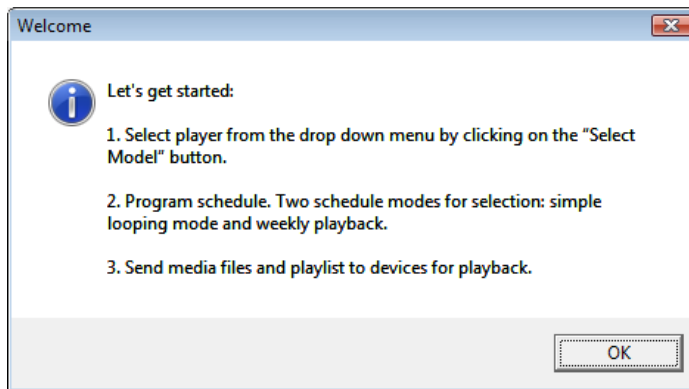 Welcome
Let's get started:
1. Select player from the drop down menu by clicking on the “Select
Model” button.
2. Program schedule. Two schedule modes for selection: simple
looping mode and weekly playback.
3. Send media files and playlist to devices for playback.
OK